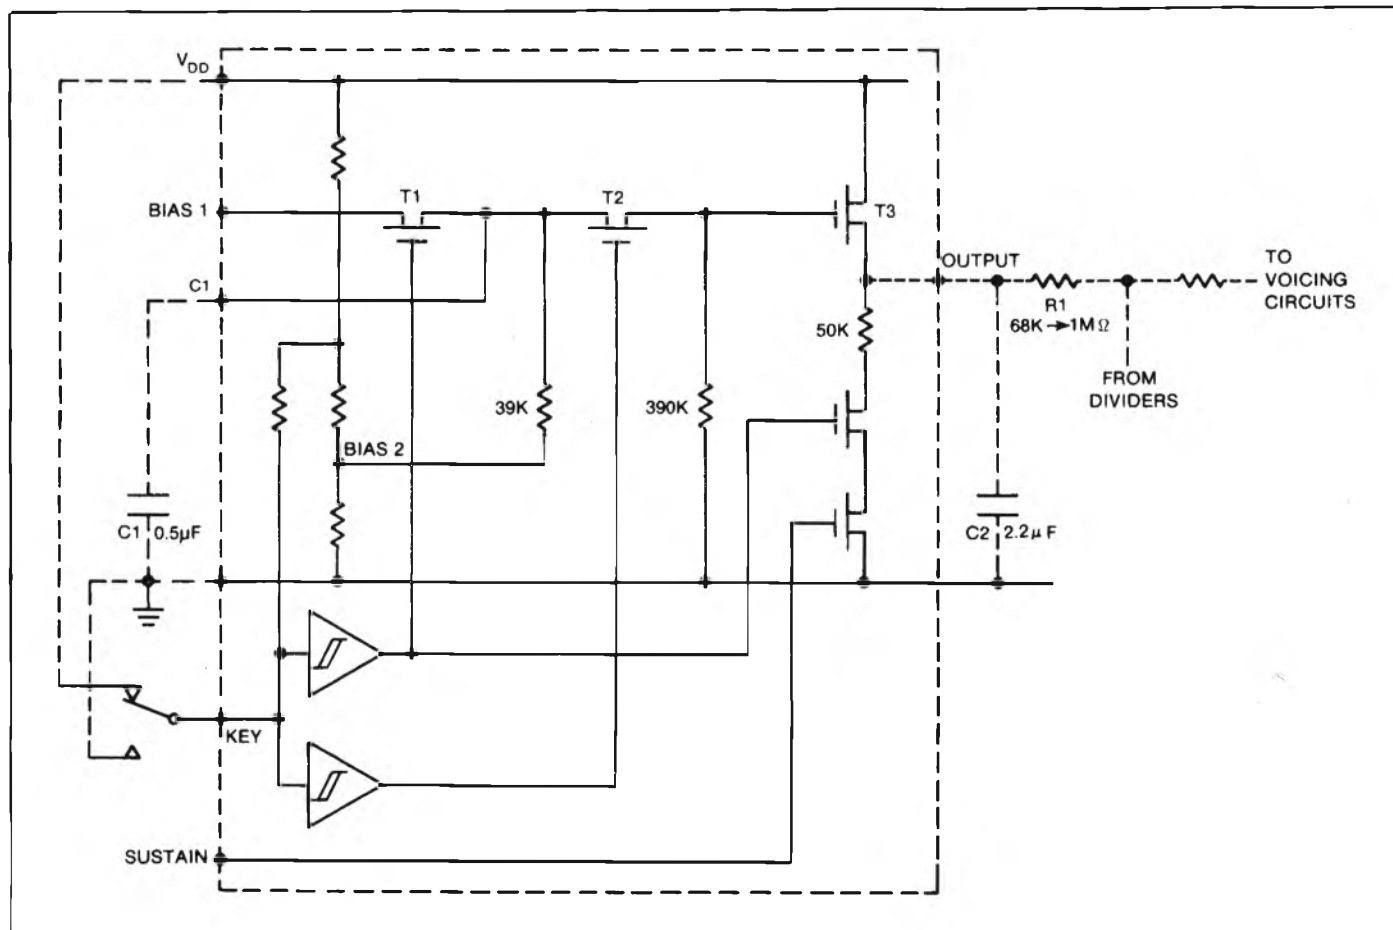 VDD
T1
T2
BIAS 1
T3
OUTPUT
TO
VOICING
CIRCUITS
C1
R1
68K→1MΩ
50K
FROM
DIVIDERS
39K
390K
BIAS 2
C1 0.5μF
C2 2.2μF
KEY
SUSTAIN